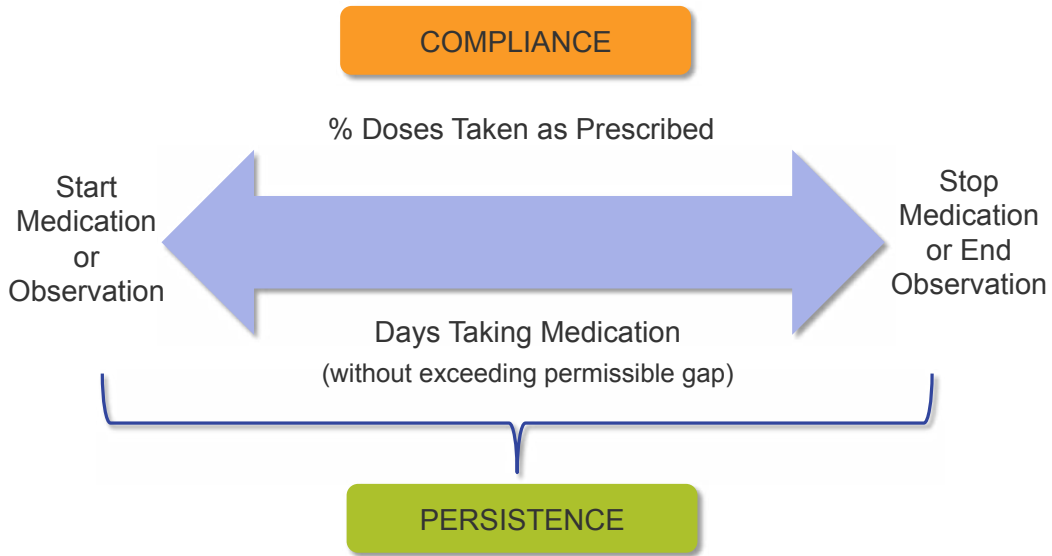 COMPLIANCE
% Doses Taken as Prescribed
Start
Medication
or
Observation
Stop
Medication
or End
Observation
Days Taking Medication
(without exceeding permissible gap)
PERSISTENCE